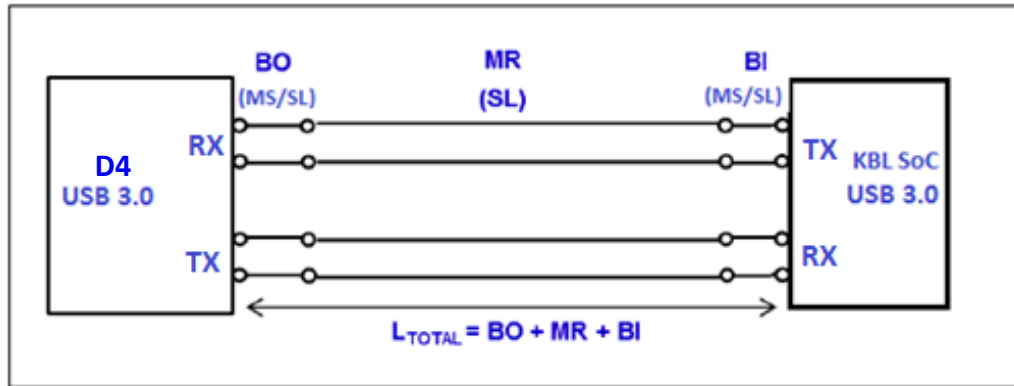 BO MR BI
(MS/SL) (SL) (MS/SL)
RX TX
D4 KBL SoC
USB 3.0 USB 3.0
TX RX
L_TOTAL = BO + MR + BI